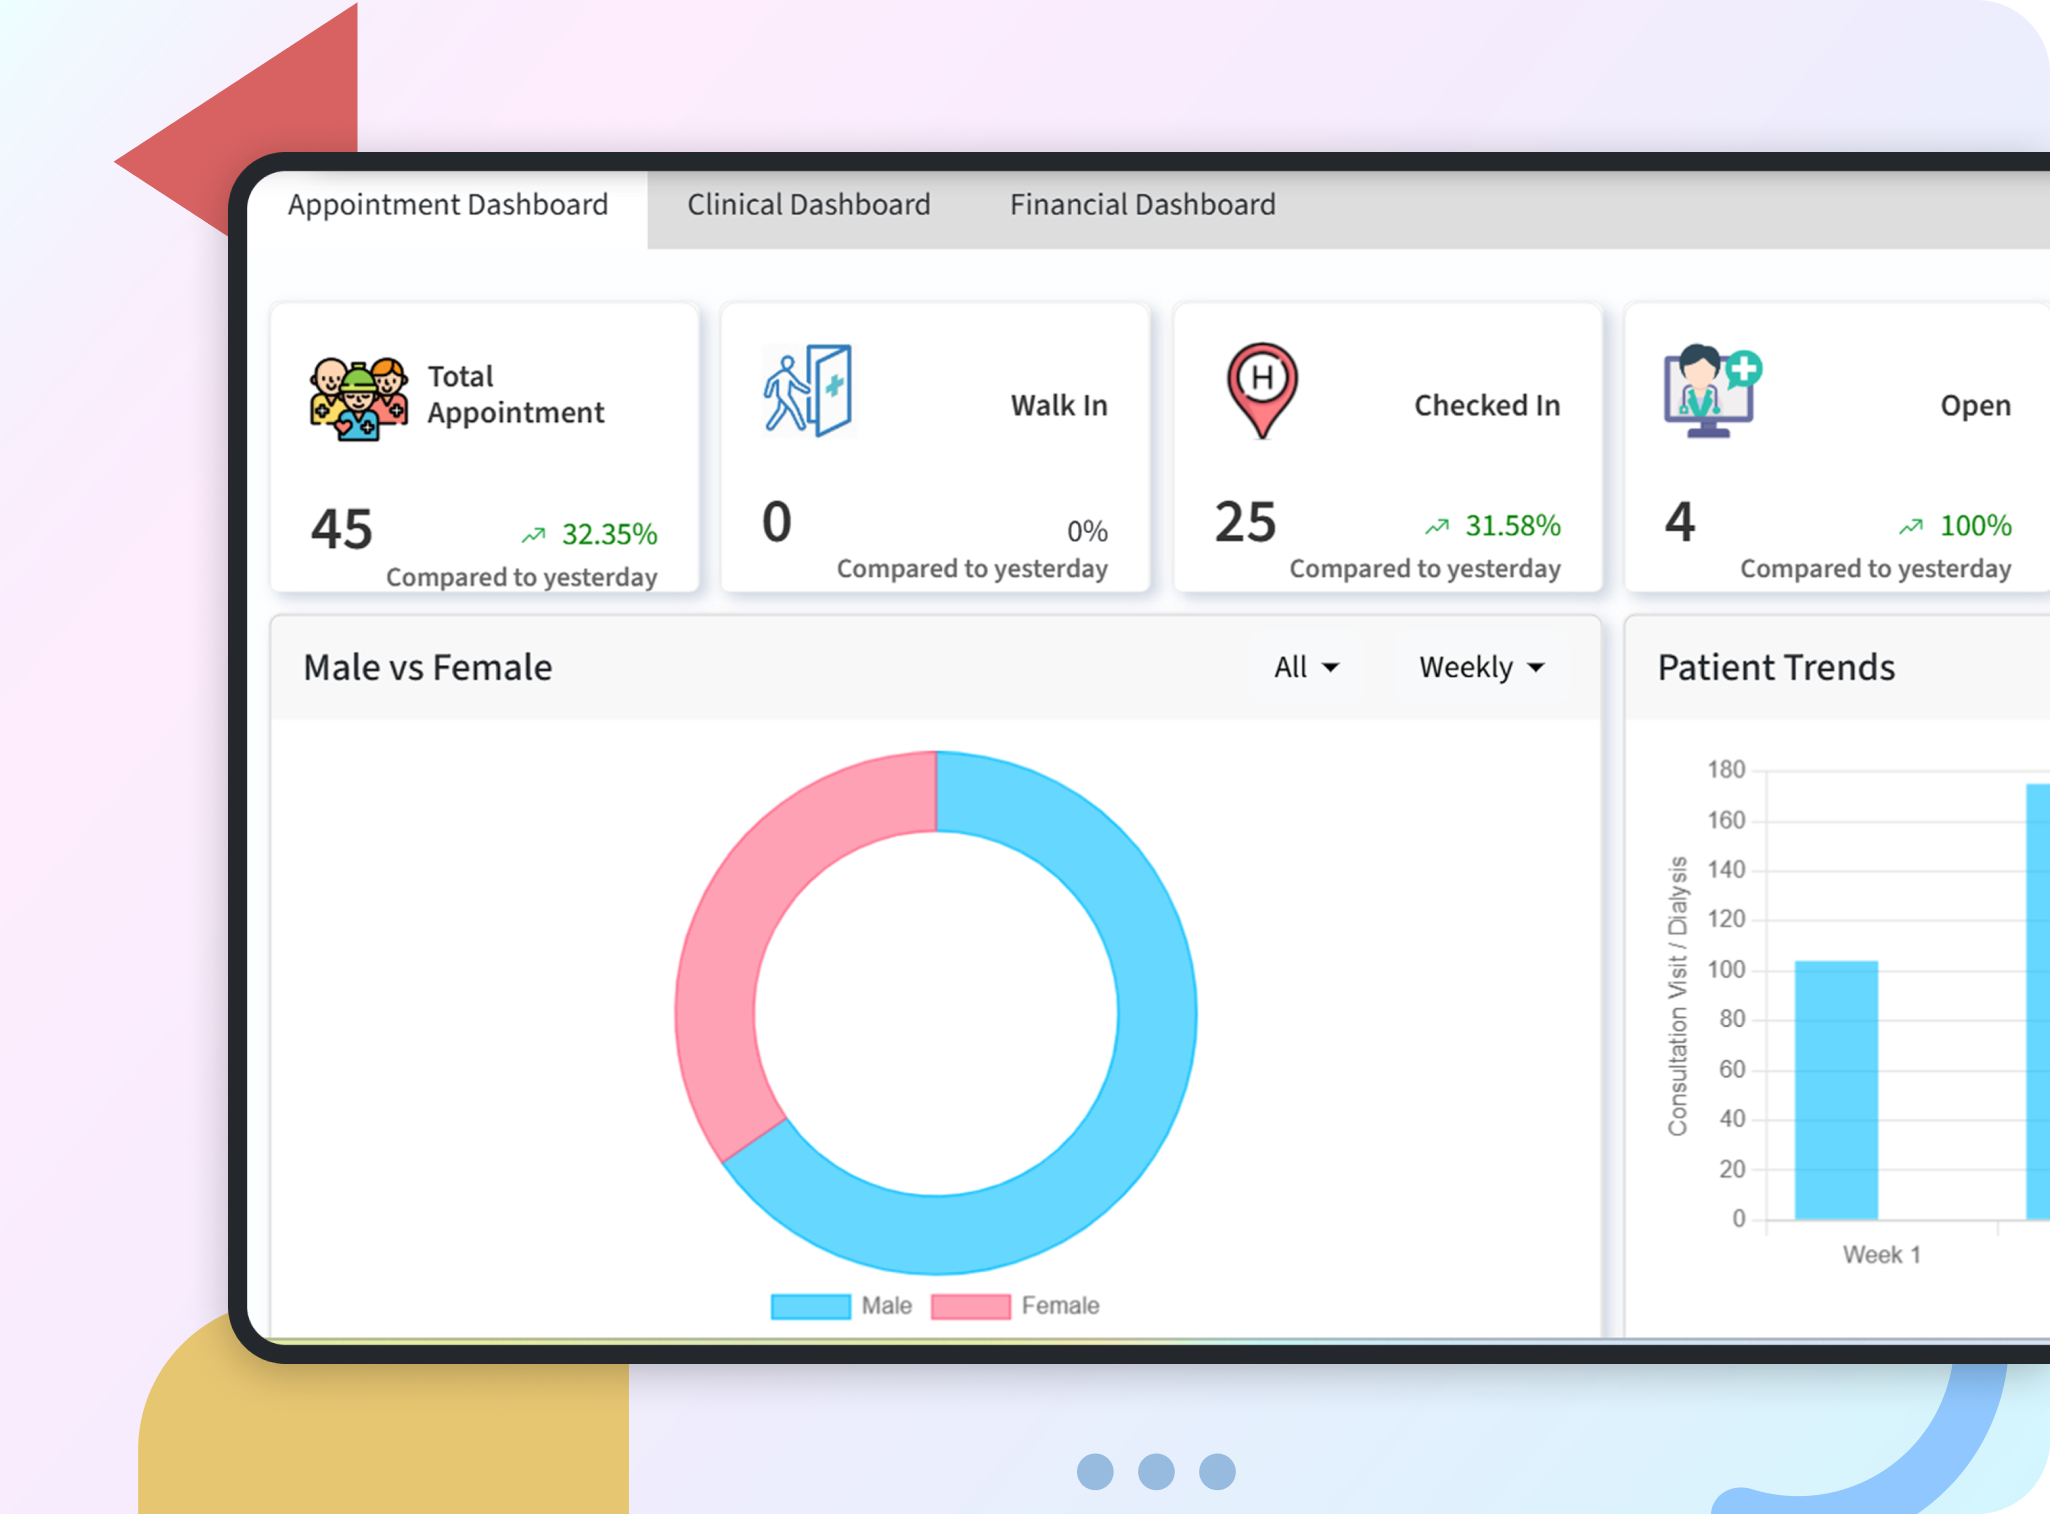 Appointment Dashboard
Clinical Dashboard
Financial Dashboard
Total
Appointment
45
32.35%
Compared to yesterday
Walk In
0
0%
Compared to yesterday
H
Checked In
25
31.58%
Compared to yesterday
Open
4
100%
Compared to yesterday
Male vs Female
All
Weekly
Male
Female
Patient Trends
Consultation Visit / Dialysis
180
160
140
120
100
80
60
40
20
0
Week 1